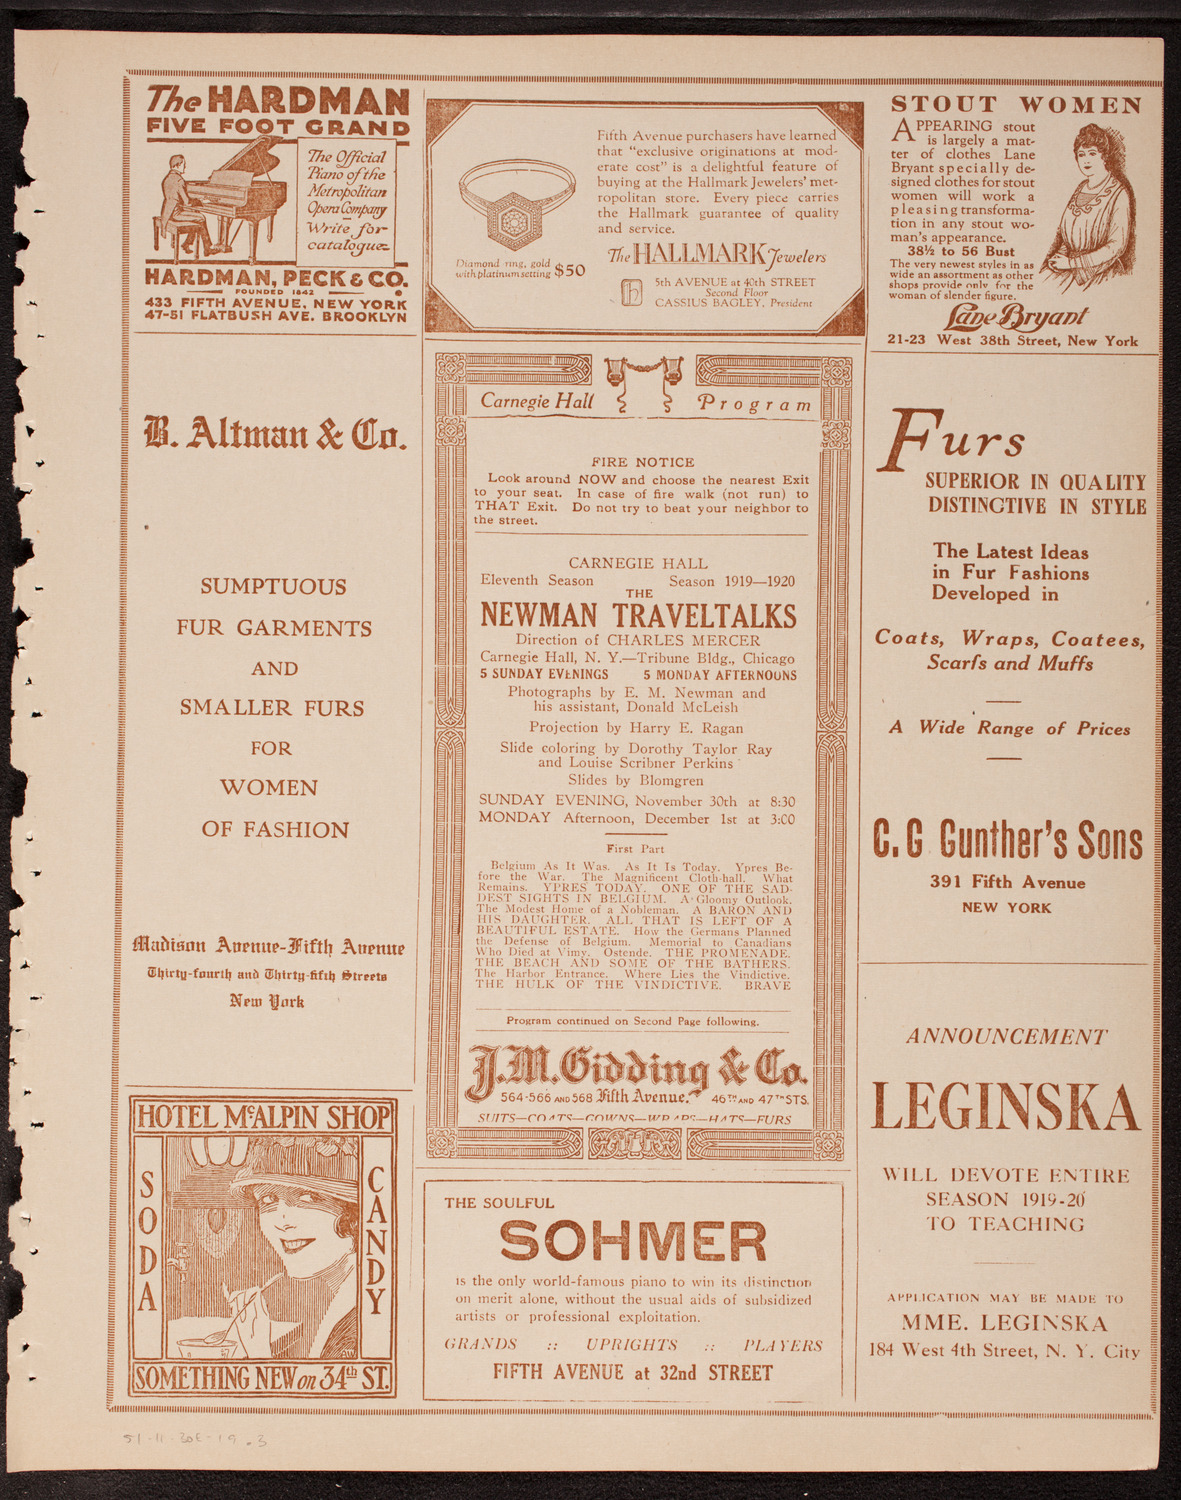 The HARDMAN
FIVE FOOT GRAND
The Official
Piano of the
Metropolitan
Opera Company
Write for
catalogue
HARDMAN, PECK & CO.
FOUNDED 1842
433 FIFTH AVENUE, NEW YORK
47-51 FLATBUSH AVE. BROOKLYN
B. Altman & Co.
SUMPTUOUS
FUR GARMENTS
AND
SMALLER FURS
FOR
WOMEN
OF FASHION
Madison Avenue-Fifth Avenue
Thirty-fourth and Thirty-fifth Streets
New York
HOTEL McALPIN SHOP
SODA
CANDY
AW
SOMETHING NEW on 34th ST.
Fifth Avenue purchasers have learned
that "exclusive originations at mod-
erate cost" is a delightful feature of
buying at the Hallmark Jewelers' met-
ropolitan store. Every piece carries
the Hallmark guarantee of quality
and service.
The HALLMARK Jewelers
Diamond ring, gold
with platinum setting $50
5th AVENUE at 40th STREET
Second Floor
CASSIUS BAGLEY, President
Carnegie Hall Program
FIRE NOTICE
Look around NOW and choose the nearest Exit
to your seat. In case of fire walk (not run) to
THAT Exit. Do not try to beat your neighbor to
the street.
CARNEGIE HALL
Eleventh Season Season 1919—1920
THE
NEWMAN TRAVELTALKS
Direction of CHARLES MERCER
Carnegie Hall, N. Y.—Tribune Bldg., Chicago
5 SUNDAY EVENINGS 5 MONDAY AFTERNOONS
Photographs by E. M. Newman and
his assistant, Donald McLeish
Projection by Harry E. Ragan
Slide coloring by Dorothy Taylor Ray
and Louise Scribner Perkins
Slides by Blomgren
SUNDAY EVENING, November 30th at 8:30
MONDAY Afternoon, December 1st at 3:00
First Part
Belgium As It Was. As It Is Today. Ypres Be-
fore the War. The Magnificent Cloth-hall. What
Remains. YPRES TODAY. ONE OF THE SAD-
DEST SIGHTS IN BELGIUM. A Gloomy Outlook.
The Modest Home of a Nobleman. A BARON AND
HIS DAUGHTER. ALL THAT IS LEFT OF A
BEAUTIFUL ESTATE. How the Germans Planned
the Defense of Belgium. Memorial to Canadians
Who Died at Vimy. Ostende. THE PROMENADE.
THE BEACH AND SOME OF THE BATHERS.
The Harbor Entrance. Where Lies the Vindictive.
THE HULK OF THE VINDICTIVE. BRAVE
Program continued on Second Page following.
J.M. Gidding & Co.
564-566 AND 568 Fifth Avenue. 46TH AND 47TH STS.
SUITS—COATS—GOWNS—WRAPS—HATS—FURS
THE SOULFUL
SOHMER
is the only world-famous piano to win its distinction
on merit alone, without the usual aids of subsidized
artists or professional exploitation.
GRANDS :: UPRIGHTS :: PLAYERS
FIFTH AVENUE at 32nd STREET
STOUT WOMEN
APPEARING stout
is largely a mat-
ter of clothes Lane
Bryant specially de-
signed clothes for stout
women will work a
pleasing transforma-
tion in any stout wo-
man's appearance.
38½ to 56 Bust
The very newest styles in as
wide an assortment as other
shops provide only for the
woman of slender figure.
Lane Bryant
21-23 West 38th Street, New York
Furs
SUPERIOR IN QUALITY
DISTINCTIVE IN STYLE
The Latest Ideas
in Fur Fashions
Developed in
Coats, Wraps, Coatees,
Scarfs and Muffs
A Wide Range of Prices
C. G. Gunther's Sons
391 Fifth Avenue
NEW YORK
ANNOUNCEMENT
LEGINSKA
WILL DEVOTE ENTIRE
SEASON 1919-20
TO TEACHING
APPLICATION MAY BE MADE TO
MME. LEGINSKA
184 West 4th Street, N. Y. City
51-11-30E-19.3